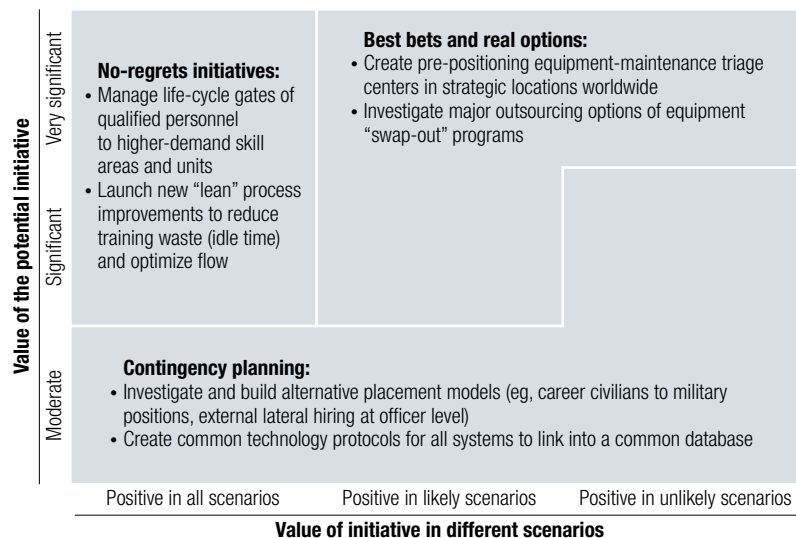 Value of the potential initiative
Very significant
Significant
Moderate
No-regrets initiatives:
• Manage life-cycle gates of
qualified personnel
to higher-demand skill
areas and units
• Launch new “lean” process
improvements to reduce
training waste (idle time)
and optimize flow
Best bets and real options:
• Create pre-positioning equipment-maintenance triage
centers in strategic locations worldwide
• Investigate major outsourcing options of equipment
“swap-out” programs
Contingency planning:
• Investigate and build alternative placement models (eg, career civilians to military
positions, external lateral hiring at officer level)
• Create common technology protocols for all systems to link into a common database
Positive in all scenarios
Positive in likely scenarios
Positive in unlikely scenarios
Value of initiative in different scenarios